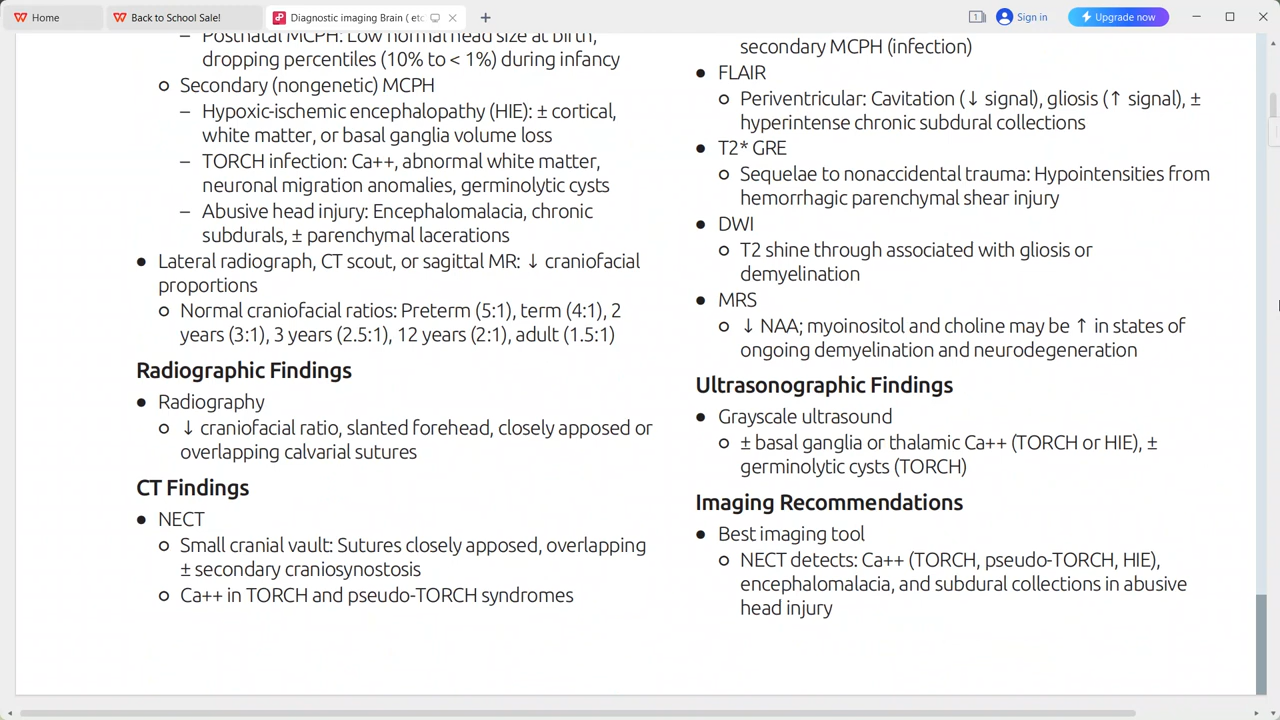 Home
Back to School Sale!
Diagnostic imaging Brain ( etc
1
Sign in
Upgrade now
– Postnatal MCPH: Low normal head size at birth,
dropping percentiles (10% to < 1%) during infancy
Secondary (nongenetic) MCPH
– Hypoxic-ischemic encephalopathy (HIE): ± cortical,
white matter, or basal ganglia volume loss
– TORCH infection: Ca++, abnormal white matter,
neuronal migration anomalies, germinolytic cysts
– Abusive head injury: Encephalomalacia, chronic
subdurals, ± parenchymal lacerations
● Lateral radiograph, CT scout, or sagittal MR: ↓ craniofacial
proportions
Normal craniofacial ratios: Preterm (5:1), term (4:1), 2
years (3:1), 3 years (2.5:1), 12 years (2:1), adult (1.5:1)
Radiographic Findings
● Radiography
↓ craniofacial ratio, slanted forehead, closely apposed or
overlapping calvarial sutures
CT Findings
● NECT
Small cranial vault: Sutures closely apposed, overlapping
± secondary craniosynostosis
Ca++ in TORCH and pseudo-TORCH syndromes
secondary MCPH (infection)
● FLAIR
Periventricular: Cavitation (↓ signal), gliosis (↑ signal), ±
hyperintense chronic subdural collections
● T2* GRE
Sequelae to nonaccidental trauma: Hypointensities from
hemorrhagic parenchymal shear injury
● DWI
T2 shine through associated with gliosis or
demyelination
● MRS
↓ NAA; myoinositol and choline may be ↑ in states of
ongoing demyelination and neurodegeneration
Ultrasonographic Findings
● Grayscale ultrasound
± basal ganglia or thalamic Ca++ (TORCH or HIE), ±
germinolytic cysts (TORCH)
Imaging Recommendations
● Best imaging tool
NECT detects: Ca++ (TORCH, pseudo-TORCH, HIE),
encephalomalacia, and subdural collections in abusive
head injury